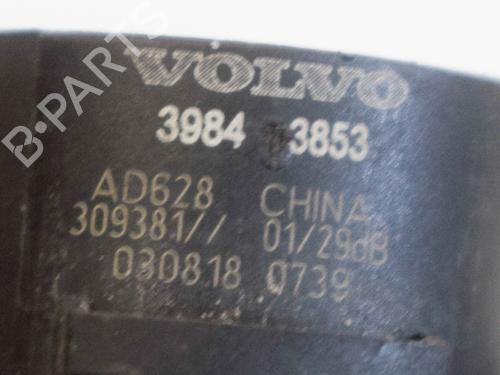 VOLVO
3984 3853
AD628 CHINA
309381// 01/29dB
030818 0739
B-PARTS